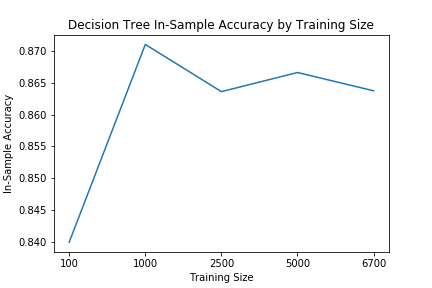 Decision Tree In-Sample Accuracy by Training Size
In-Sample Accuracy
0.870
0.865
0.860
0.855
0.850
0.845
0.840
100 1000 2500 5000 6700
Training Size